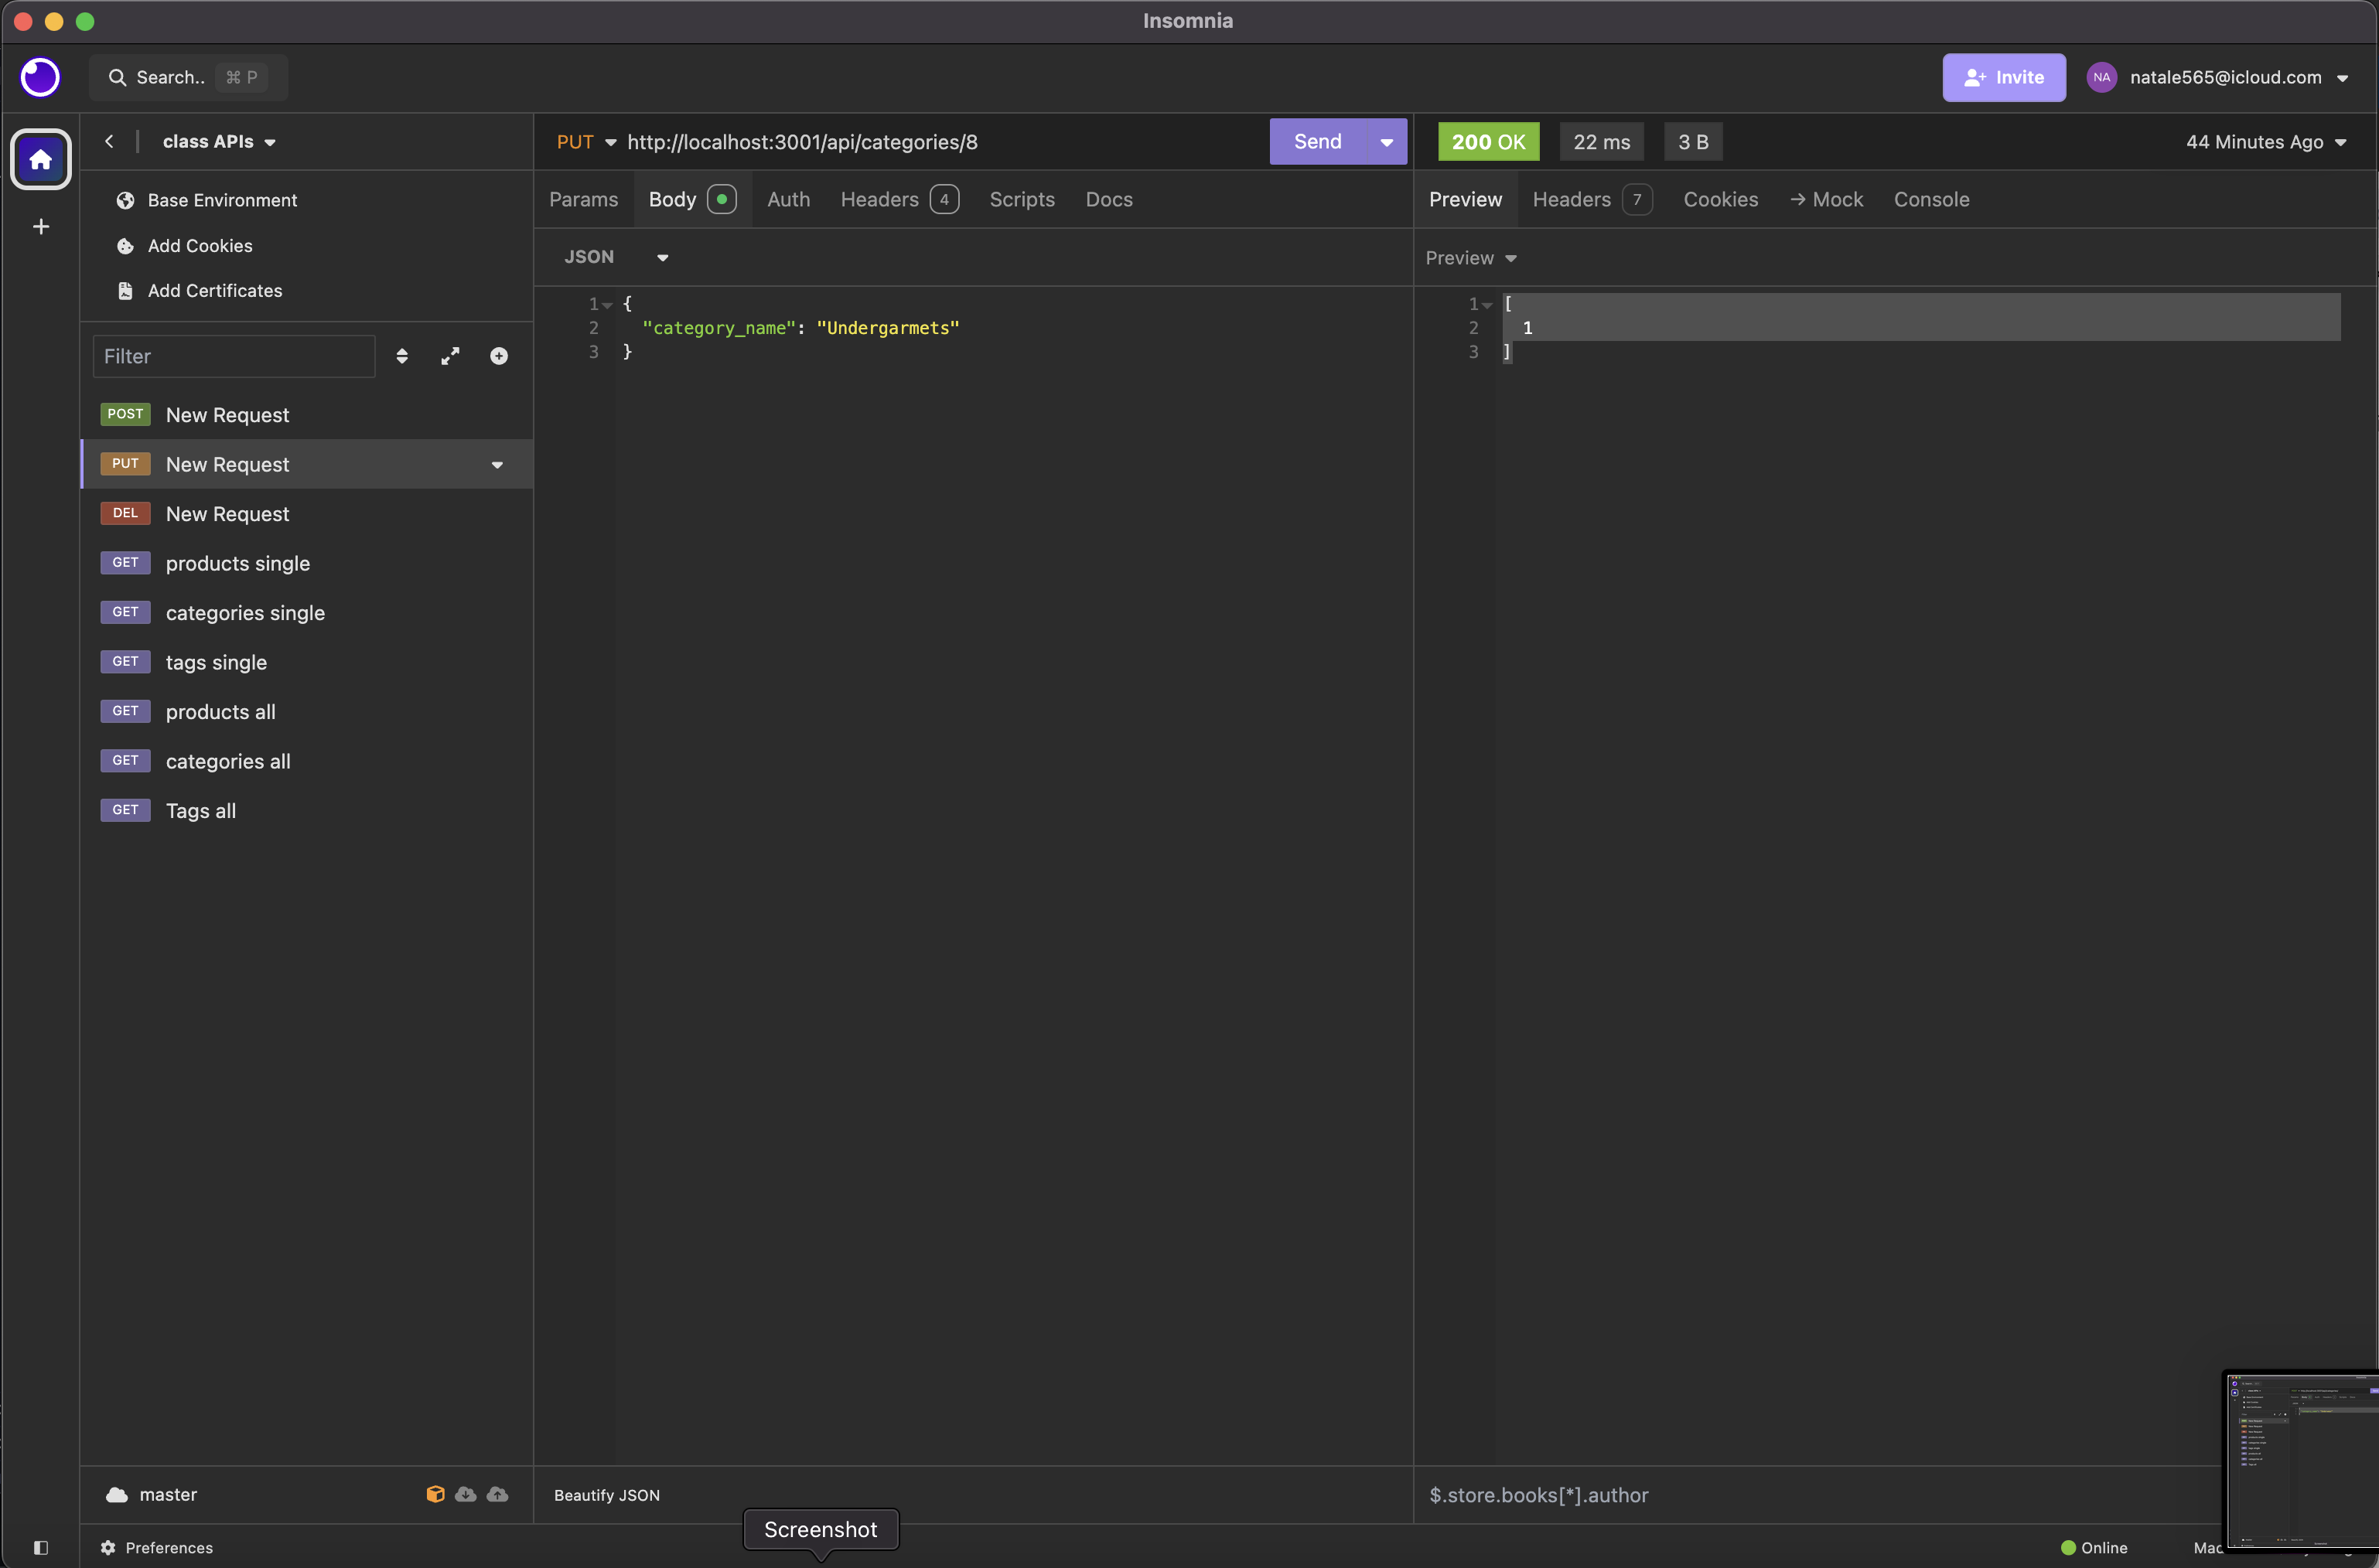 Insomnia
Search.. ⌘ P
Invite
NA
natale565@icloud.com
class APIs
PUT http://localhost:3001/api/categories/8
Send
200 OK
22 ms
3 B
44 Minutes Ago
Base Environment
Add Cookies
Add Certificates
Params
Body
Auth
Headers 4
Scripts
Docs
Preview
Headers 7
Cookies
→ Mock
Console
JSON
Preview
Filter
1 {
2 "category_name": "Undergarmets"
3 }
1 [
2 1
3 ]
POST New Request
PUT New Request
DEL New Request
GET products single
GET categories single
GET tags single
GET products all
GET categories all
GET Tags all
master
Beautify JSON
$.store.books[*].author
Screenshot
Preferences
Online